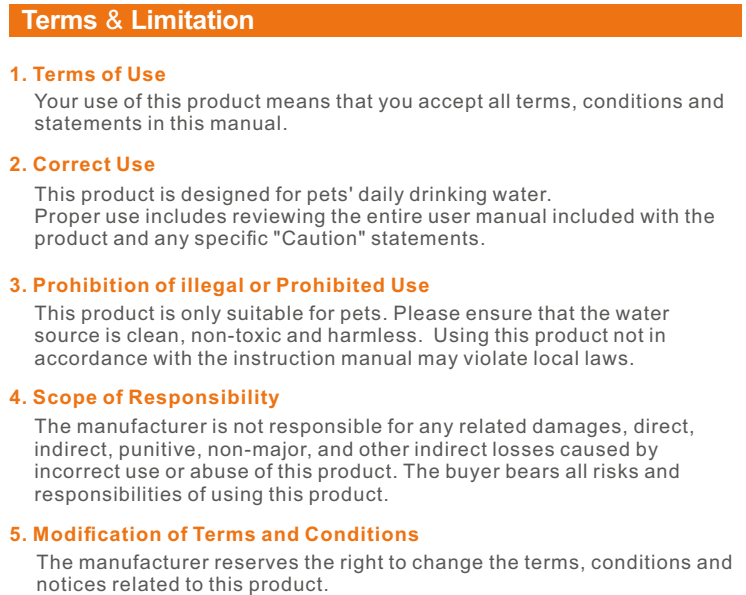 Terms & Limitation
1. Terms of Use
Your use of this product means that you accept all terms, conditions and
statements in this manual.
2. Correct Use
This product is designed for pets' daily drinking water.
Proper use includes reviewing the entire user manual included with the
product and any specific "Caution" statements.
3. Prohibition of illegal or Prohibited Use
This product is only suitable for pets. Please ensure that the water
source is clean, non-toxic and harmless.  Using this product not in
accordance with the instruction manual may violate local laws.
4. Scope of Responsibility
The manufacturer is not responsible for any related damages, direct,
indirect, punitive, non-major, and other indirect losses caused by
incorrect use or abuse of this product. The buyer bears all risks and
responsibilities of using this product.
5. Modification of Terms and Conditions
The manufacturer reserves the right to change the terms, conditions and
notices related to this product.